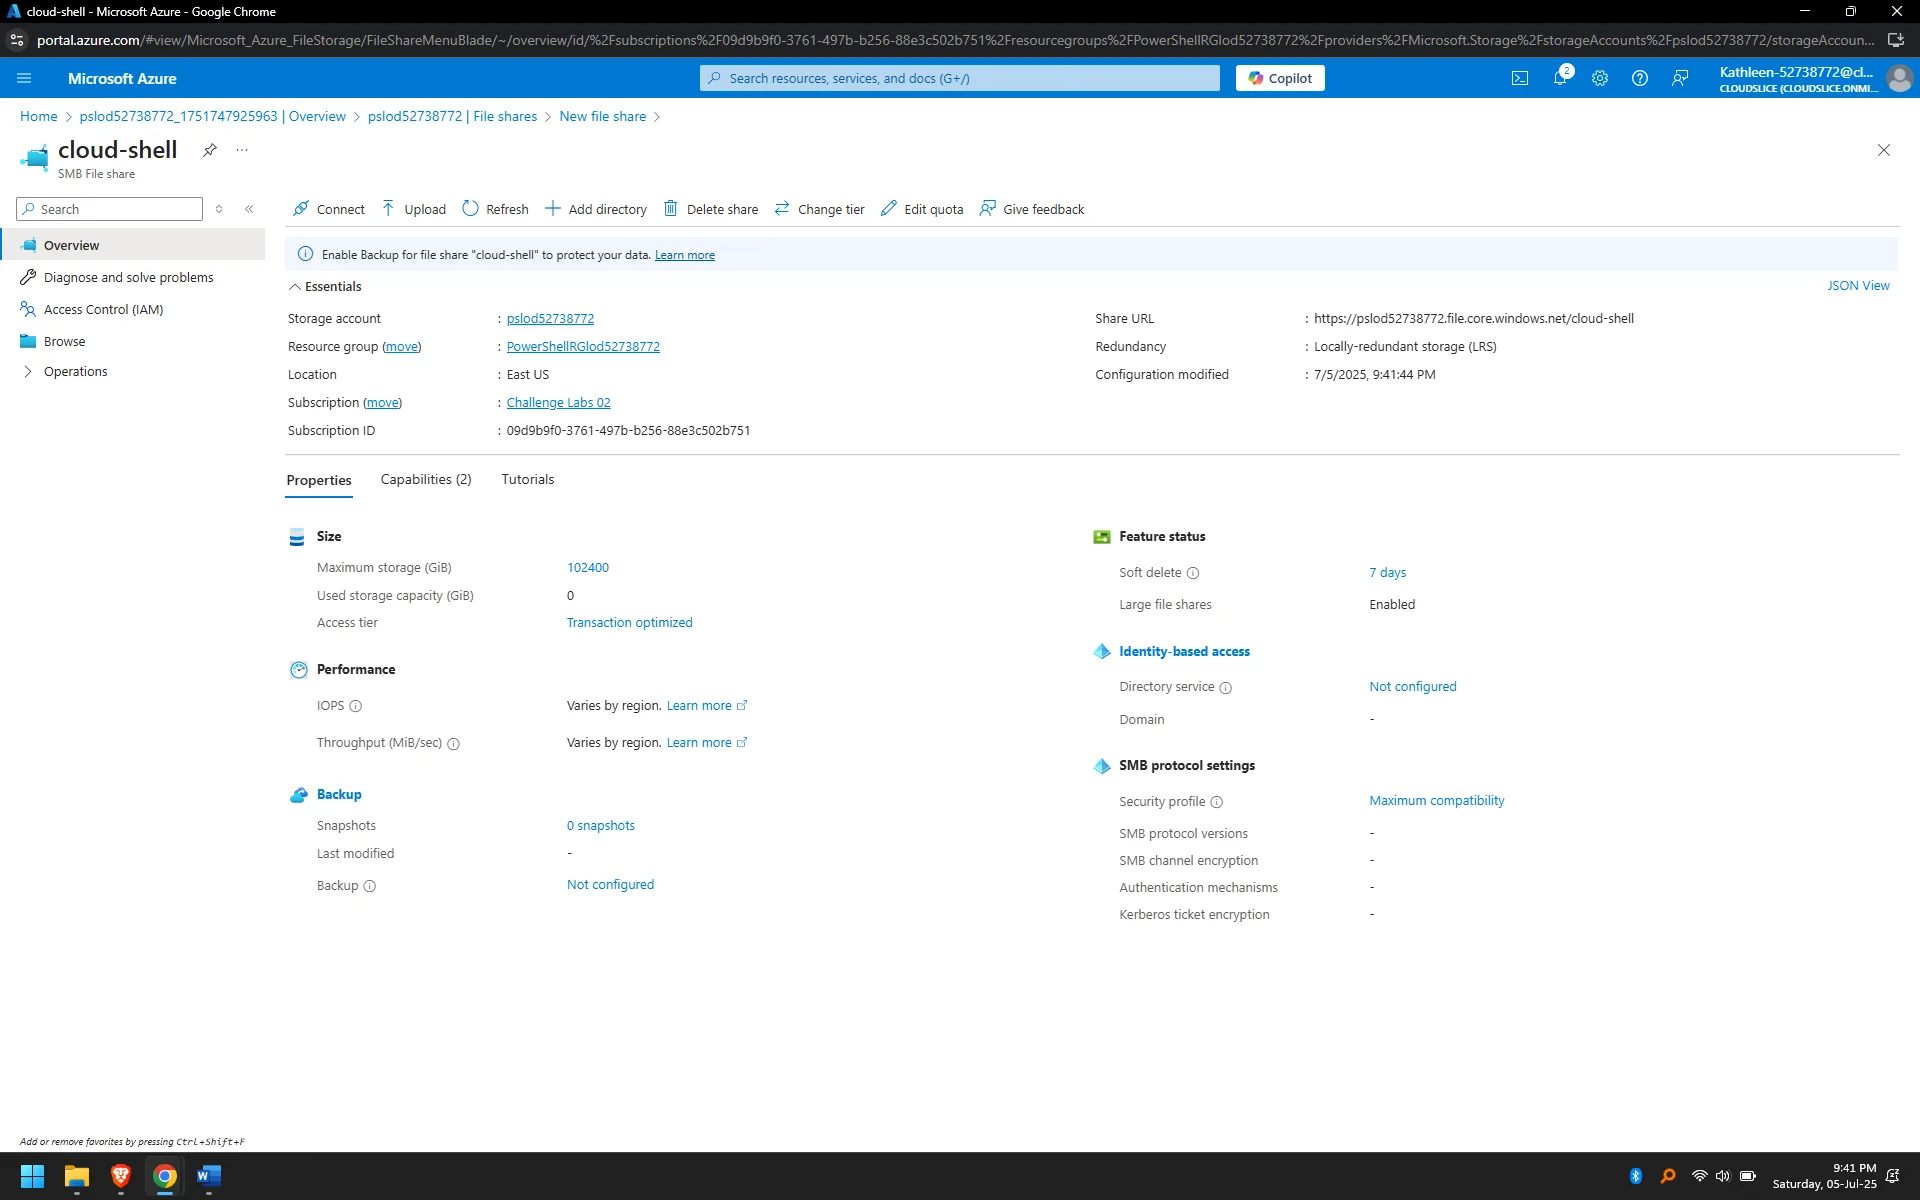 cloud-shell - Microsoft Azure - Google Chrome
portal.azure.com/#view/Microsoft_Azure_FileStorage/FileShareMenuBlade/~/overview/id/%2Fsubscriptions%2F09d9b9f0-3761-497b-b256-88e3c502b751%2Fresourcegroups%2FPowerShellRGlod52738772%2Fproviders%2FMicrosoft.Storage%2FstorageAccounts%2Fpslod52738772/storageAccoun...
Microsoft Azure
Search resources, services, and docs (G+/)
Copilot
2
Kathleen-52738772@cl...
CLOUDSLICE (CLOUDSLICE.ONMI...
Home > pslod52738772_1751747925963 | Overview > pslod52738772 | File shares > New file share >
cloud-shell
SMB File share
Search
Overview
Diagnose and solve problems
Access Control (IAM)
Browse
Operations
Connect Upload Refresh Add directory Delete share Change tier Edit quota Give feedback
Enable Backup for file share "cloud-shell" to protect your data. Learn more
Essentials
JSON View
Storage account : pslod52738772
Resource group (move) : PowerShellRGlod52738772
Location : East US
Subscription (move) : Challenge Labs 02
Subscription ID : 09d9b9f0-3761-497b-b256-88e3c502b751
Share URL : https://pslod52738772.file.core.windows.net/cloud-shell
Redundancy : Locally-redundant storage (LRS)
Configuration modified : 7/5/2025, 9:41:44 PM
Properties Capabilities (2) Tutorials
Size
Maximum storage (GiB) 102400
Used storage capacity (GiB) 0
Access tier Transaction optimized
Performance
IOPS Varies by region. Learn more
Throughput (MiB/sec) Varies by region. Learn more
Backup
Snapshots 0 snapshots
Last modified -
Backup Not configured
Feature status
Soft delete 7 days
Large file shares Enabled
Identity-based access
Directory service Not configured
Domain -
SMB protocol settings
Security profile Maximum compatibility
SMB protocol versions -
SMB channel encryption -
Authentication mechanisms -
Kerberos ticket encryption -
Add or remove favorites by pressing Ctrl+Shift+F
9:41 PM
Saturday, 05-Jul-25